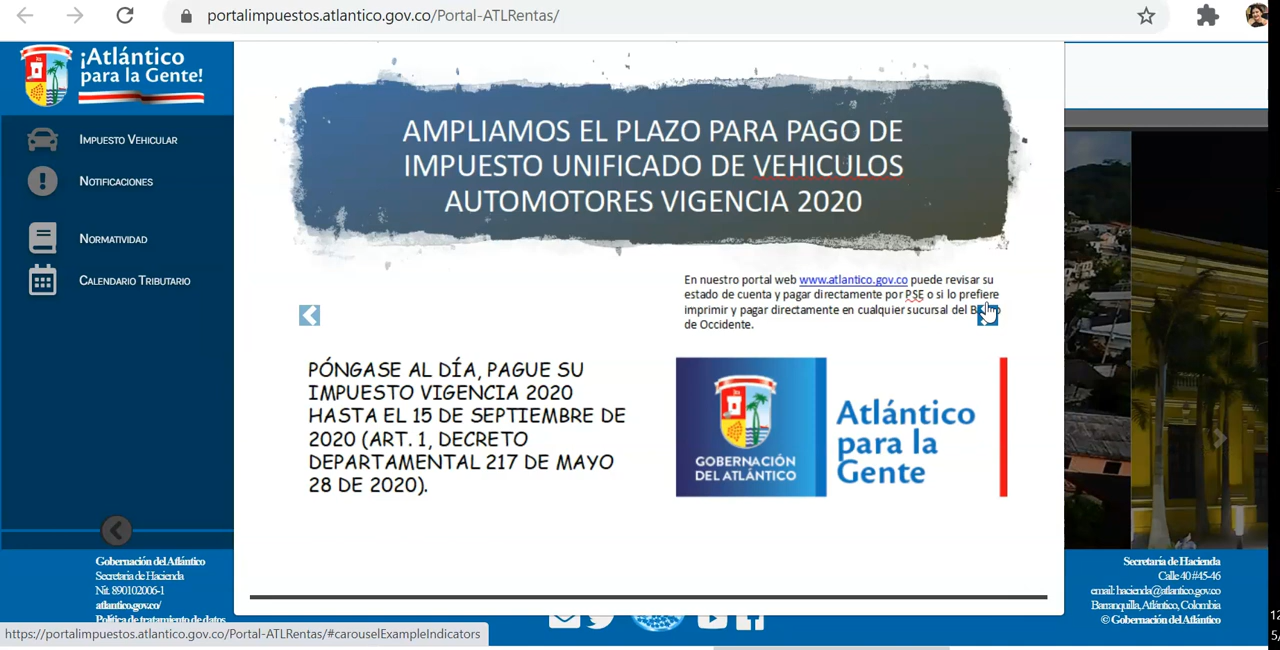 portalimpuestos.atlantico.gov.co/Portal-ATLRentas/
¡Atlántico
para la Gente!
Impuesto Vehicular
Notificaciones
Normatividad
Calendario Tributario
AMPLIAMOS EL PLAZO PARA PAGO DE
IMPUESTO UNIFICADO DE VEHICULOS
AUTOMOTORES VIGENCIA 2020
En nuestro portal web www.atlantico.gov.co puede revisar su
estado de cuenta y pagar directamente por PSE o si lo prefiere
imprimir y pagar directamente en cualquier sucursal del
de Occidente.
PÓNGASE AL DÍA, PAGUE SU
IMPUESTO VIGENCIA 2020
HASTA EL 15 DE SEPTIEMBRE DE
2020 (ART. 1, DECRETO
DEPARTAMENTAL 217 DE MAYO
28 DE 2020).
GOBERNACIÓN
DEL ATLÁNTICO
Atlántico
para la
Gente
Gobernación del Atlántico
Secretaria de Hacienda
Nit. 890102006-1
atlantico.gov.co/
Política de tratamiento de datos
Secretaría de Hacienda
Calle 40 #45-46
email: hacienda@atlantico.gov.co
Barranquilla, Atlántico, Colombia
© Gobernación del Atlántico
https://portalimpuestos.atlantico.gov.co/Portal-ATLRentas/#carouselExampleIndicators